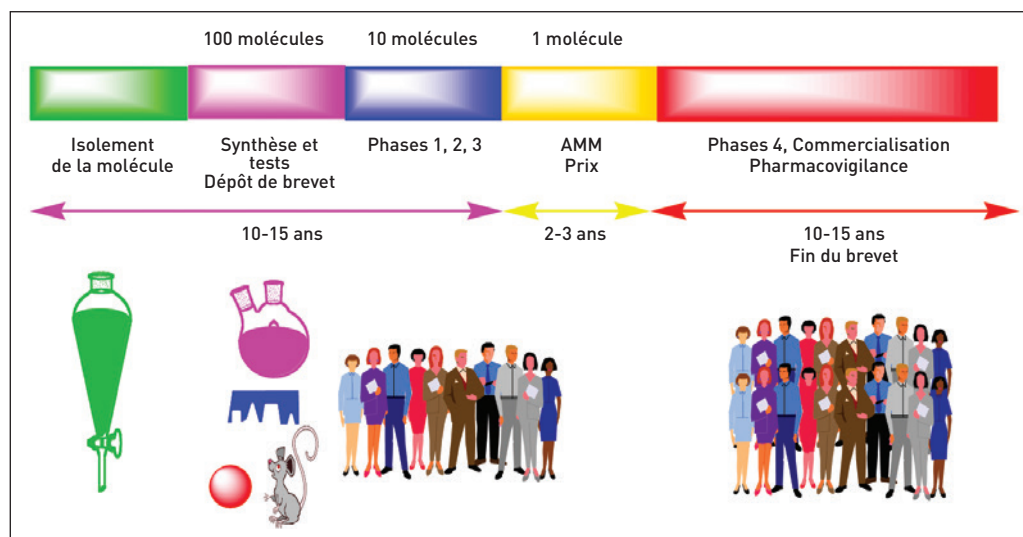 100 molécules
10 molécules
1 molécule
Isolement
de la molécule
Synthèse et
tests
Dépôt de brevet
Phases 1, 2, 3
AMM
Prix
Phases 4, Commercialisation
Pharmacovigilance
10-15 ans
2-3 ans
10-15 ans
Fin du brevet